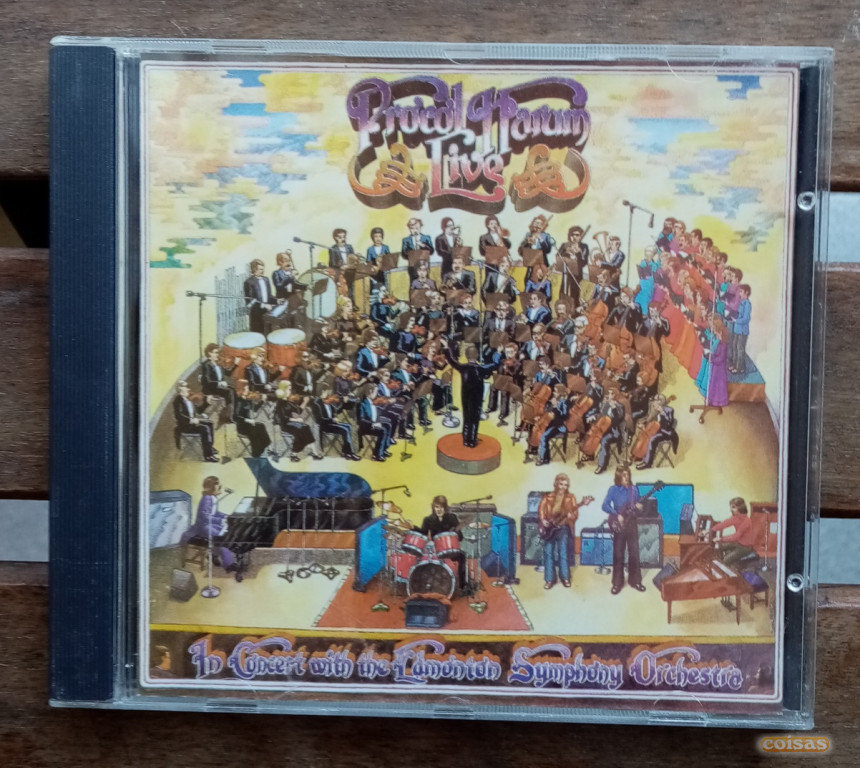 Procol Harum
Live
In Concert with the Edmonton Symphony Orchestra
coisas